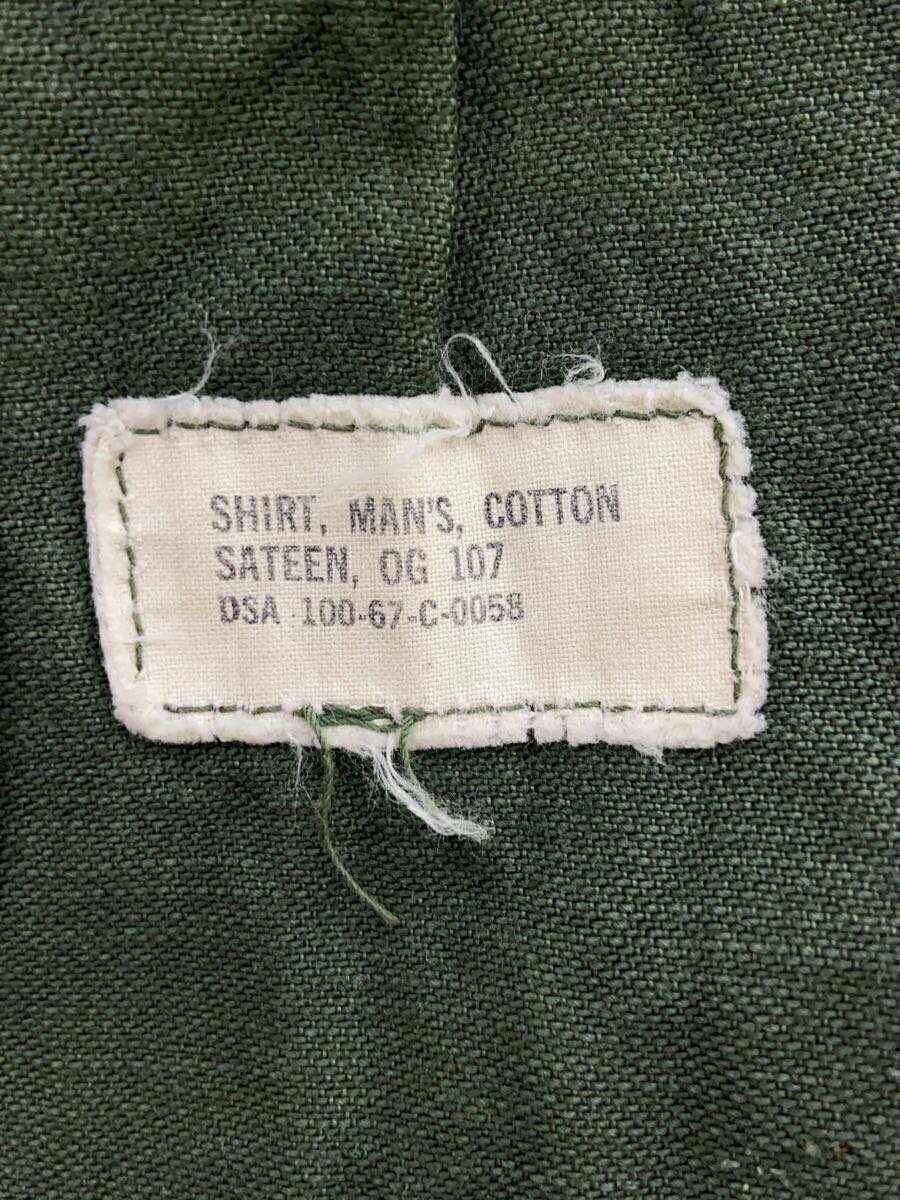 SHIRT, MAN'S, COTTON
SATEEN, OG 107
DSA 100-67-C-0058